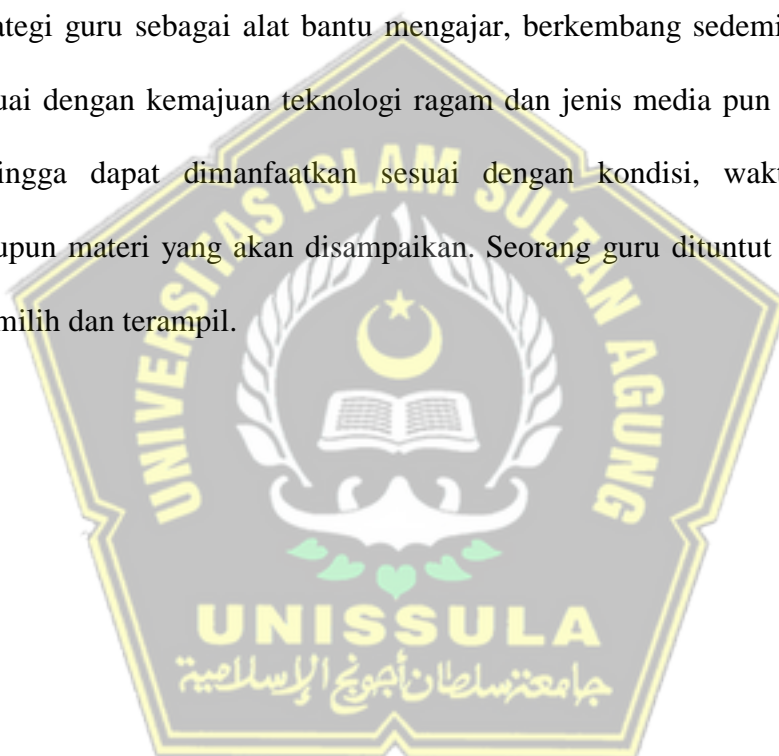 ategi guru sebagai alat bantu mengajar, berkembang sedemi
uai dengan kemajuan teknologi ragam dan jenis media pun
ingga dapat dimanfaatkan sesuai dengan kondisi, wakt
upun materi yang akan disampaikan. Seorang guru dituntut
milih dan terampil.
UNIVERSITAS ISLAM SULTAN AGUNG
UNISSULA
جامعة سلطان أجونج الإسلامية